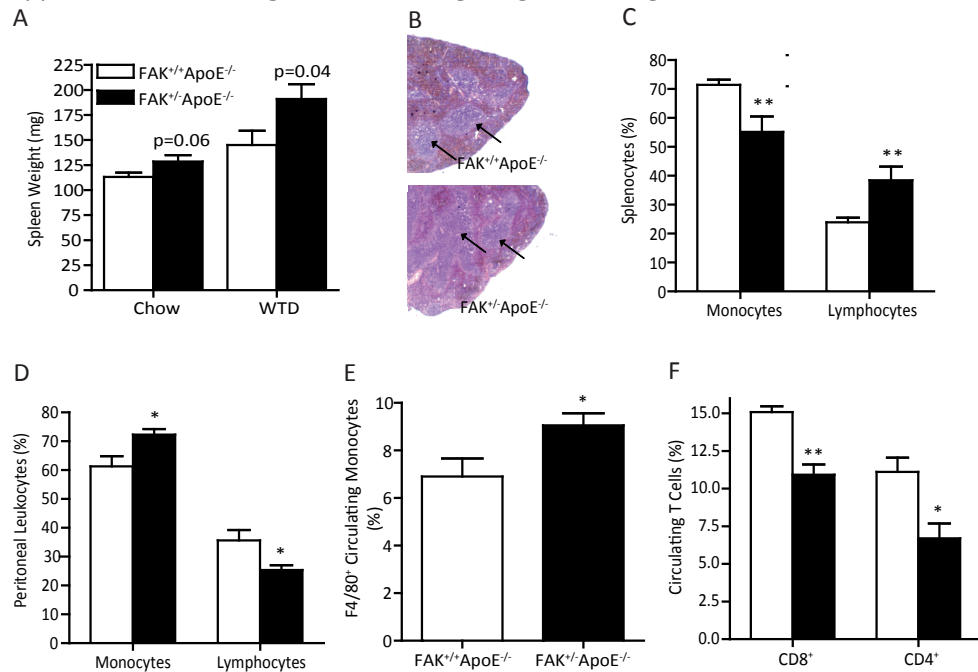 A
Spleen Weight (mg)
225
200
175
150
125
100
75
50
25
0
FAK+/+ApoE-/-
FAK+/-ApoE-/-
p=0.06
p=0.04
Chow
WTD
B
FAK+/+ApoE-/-
FAK+/-ApoE-/-
C
Splenocytes (%)
80
70
60
50
40
30
20
10
0
**
**
Monocytes
Lymphocytes
D
Peritoneal Leukocytes (%)
80
70
60
50
40
30
20
10
0
*
*
Monocytes
Lymphocytes
E
F4/80+ Circulating Monocytes
(%)
10
8
6
4
2
0
*
FAK+/+ApoE-/-
FAK+/-ApoE-/-
F
Circulating T Cells (%)
15.0
12.5
10.0
7.5
5.0
2.5
0.0
**
*
CD8+
CD4+